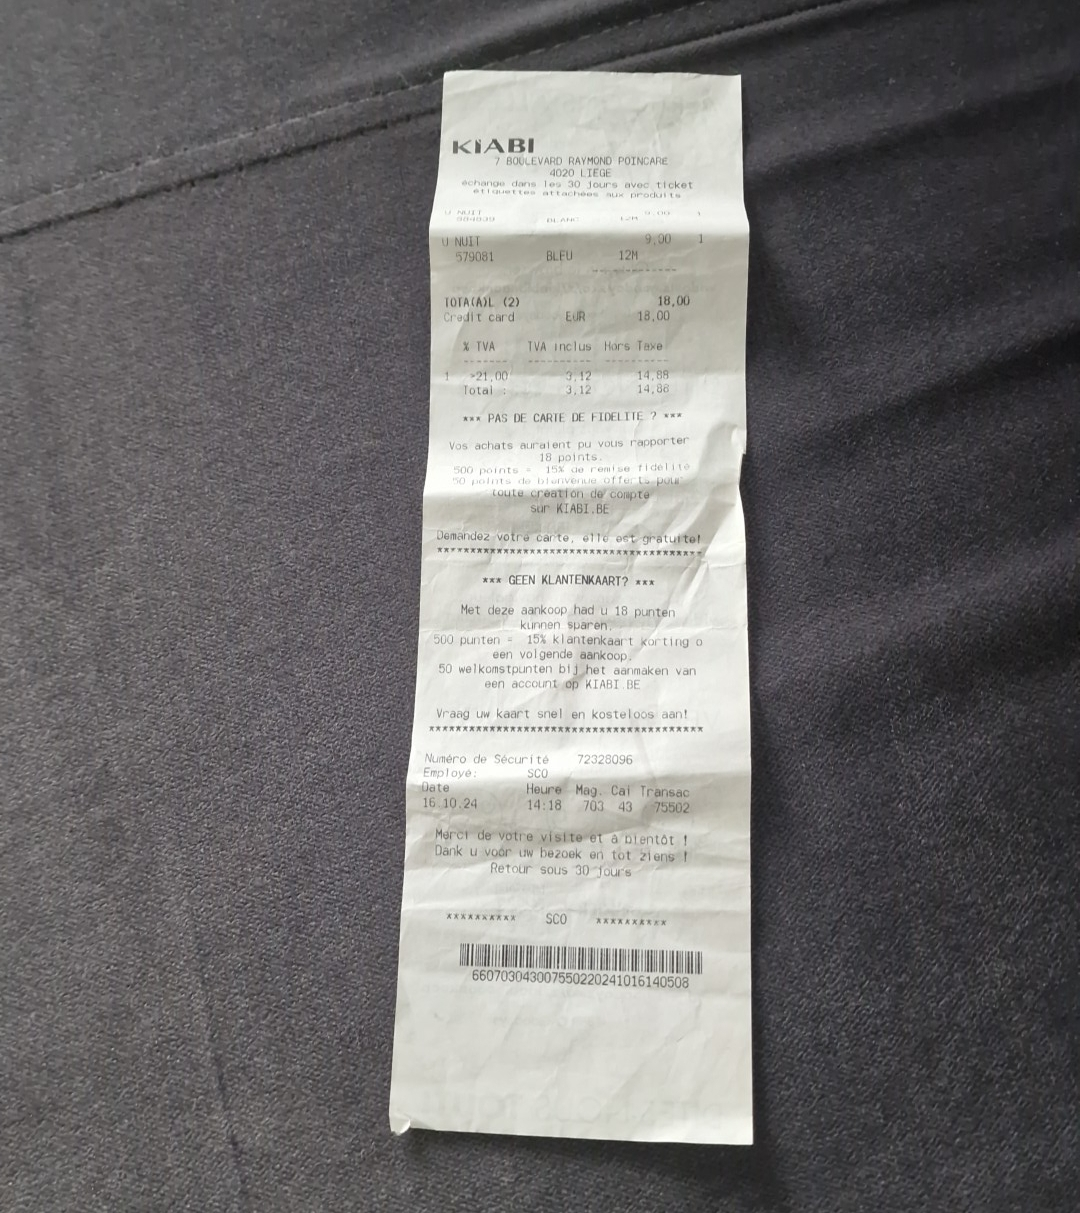 KIABI
7 BOULEVARD RAYMOND POINCARE
4020 LIEGE
échange dans les 30 jours avec ticket
étiquettes attachées aux produits
U NUIT 9,00 1
BLANC 12M
U NUIT 9,00 1
579081 BLEU 12M
------------
TOTA(A)L (2) 18,00
Credit card EUR 18,00
% TVA TVA inclus Hors Taxe
------- ---------- ----------
1 >21,00 3,12 14,88
Total : 3,12 14,88
*** PAS DE CARTE DE FIDELITE ? ***
Vos achats auraient pu vous rapporter
18 points.
500 points = 15% de remise fidelité
50 points de bienvenue offerts pour
toute création de compte
sur KIABI.BE
Demandez votre carte, elle est gratuite!
****************************************
*** GEEN KLANTENKAART? ***
Met deze aankoop had u 18 punten
kunnen sparen.
500 punten = 15% klantenkaart korting o
een volgende aankoop.
50 welkomstpunten bij het aanmaken van
een account op KIABI.BE
Vraag uw kaart snel en kosteloos aan!
****************************************
Numéro de Sécurité 72328096
Employé: SCO
Date Heure Mag. Cai Transac
16.10.24 14:18 703 43 75502
Merci de votre visite et à bientôt !
Dank u voor uw bezoek en tot ziens !
Retour sous 30 jours
********** SCO **********
660703043007550220241016140508